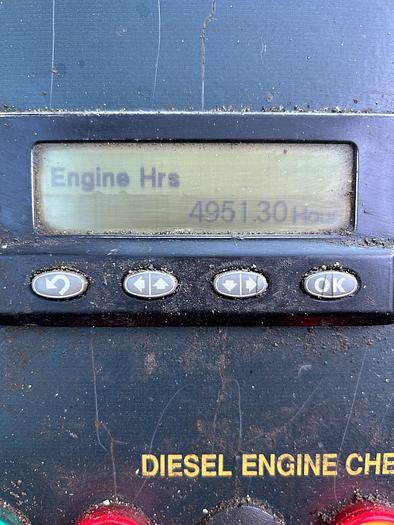 Engine Hrs
4951.30 Hour
OK
DIESEL ENGINE CHE